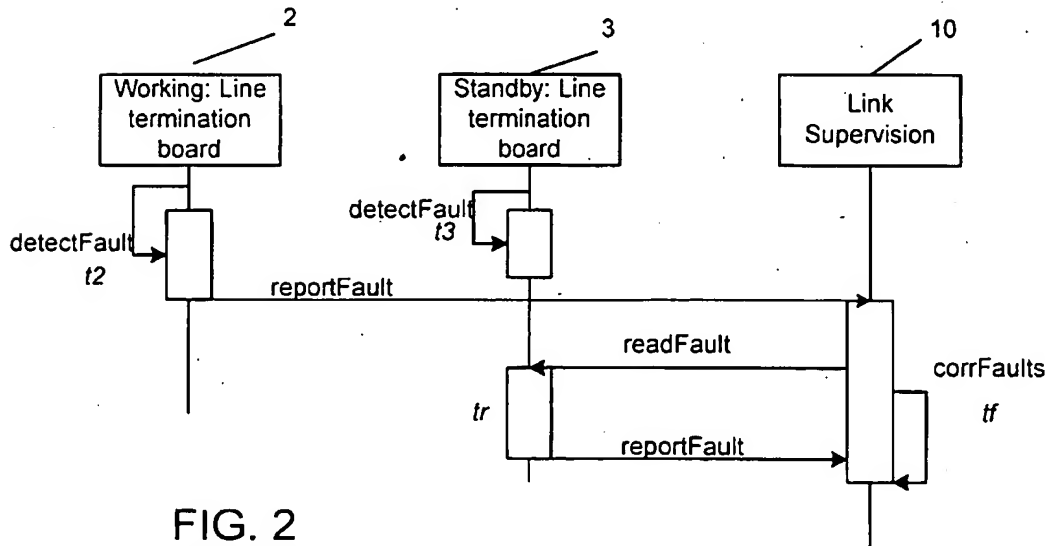 2
3
10
Working: Line
termination
board
Standby: Line
termination
board
Link
Supervision
detectFault
t2
detectFault
t3
reportFault
readFault
corrFaults
tf
tr
reportFault
FIG. 2